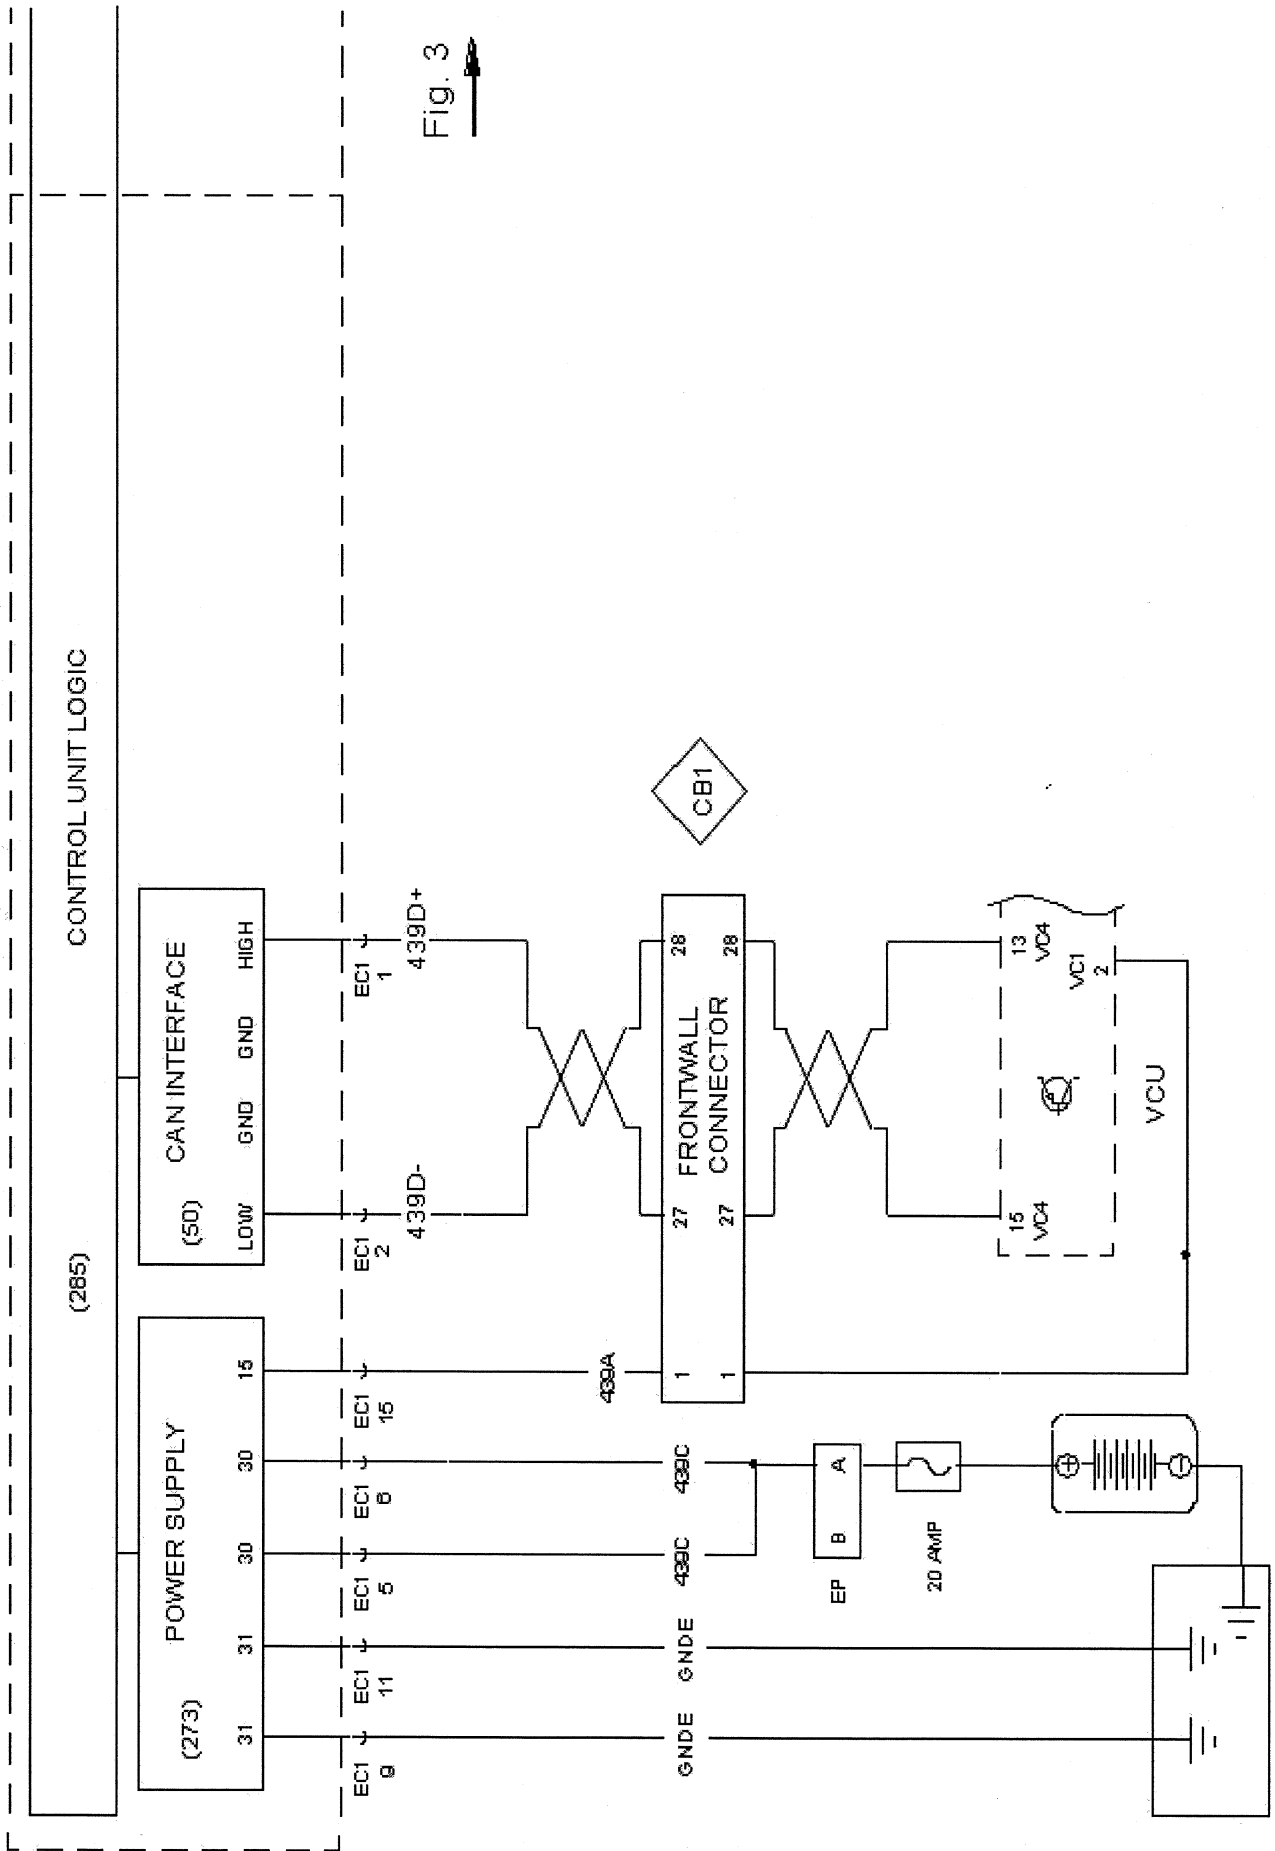 Fig. 3
CONTROL UNIT LOGIC
(285)
POWER SUPPLY
(273)
31
31
30
30
15
CAN INTERFACE
(50)
LOW
GND
GND
HIGH
EC1
9
EC1
11
EC1
5
EC1
6
EC1
15
EC1
2
EC1
1
439D-
439D+
439A
GNDE
GNDE
439C
439C
1
27
28
FRONTWALL
CONNECTOR
1
27
28
CB1
EP
B
A
20 AMP
15
VC4
13
VC4
VC1
2
VCU